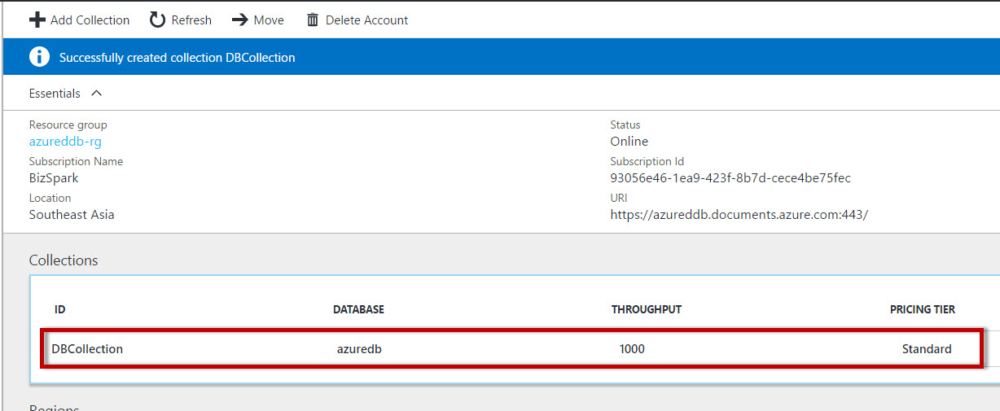 Add Collection Refresh Move Delete Account
Successfully created collection DBCollection
Essentials
Resource group Status
azureddb-rg Online
Subscription Name Subscription Id
BizSpark 93056e46-1ea9-423f-8b7d-cece4be75fec
Location URI
Southeast Asia https://azureddb.documents.azure.com:443/
Collections
ID DATABASE THROUGHPUT PRICING TIER
DBCollection azuredb 1000 Standard
Regions